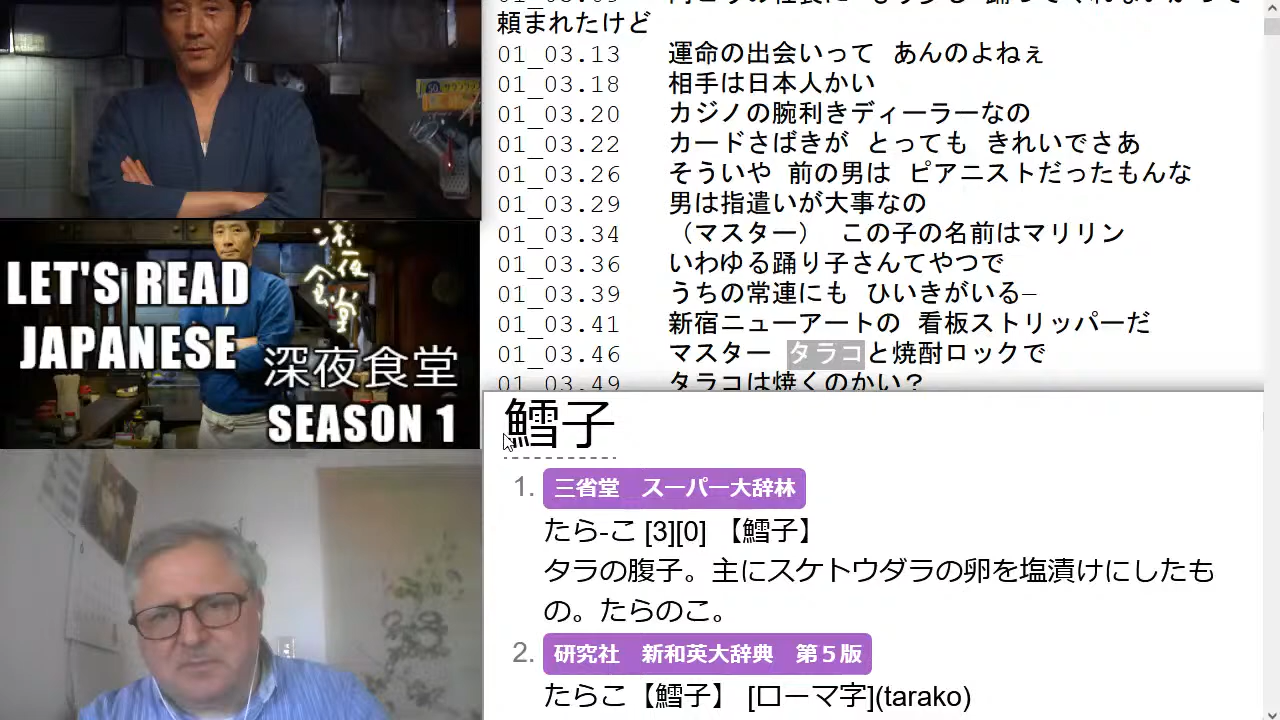 頼まれたけど
01_03.13 運命の出会いって あんのよねぇ
01_03.18 相手は日本人かい
01_03.20 カジノの腕利きディーラーなの
01_03.22 カードさばきが とっても きれいでさあ
01_03.26 そういや 前の男は ピアニストだったもんな
01_03.29 男は指遣いが大事なの
01_03.34 （マスター） この子の名前はマリリン
01_03.36 いわゆる踊り子さんてやつで
01_03.39 うちの常連にも ひいきがいる―
01_03.41 新宿ニューアートの 看板ストリッパーだ
01_03.46 マスター タラコと焼酎ロックで
01_03.49 タラコは焼くのかい？
LET'S READ
JAPANESE
深夜食堂
深夜食堂
SEASON 1
鱈子
1. 三省堂 スーパー大辞林
たら-こ [3][0] 【鱈子】
タラの腹子。主にスケトウダラの卵を塩漬けにしたも
の。たらのこ。
2. 研究社 新和英大辞典 第５版
たらこ【鱈子】 [ローマ字](tarako)